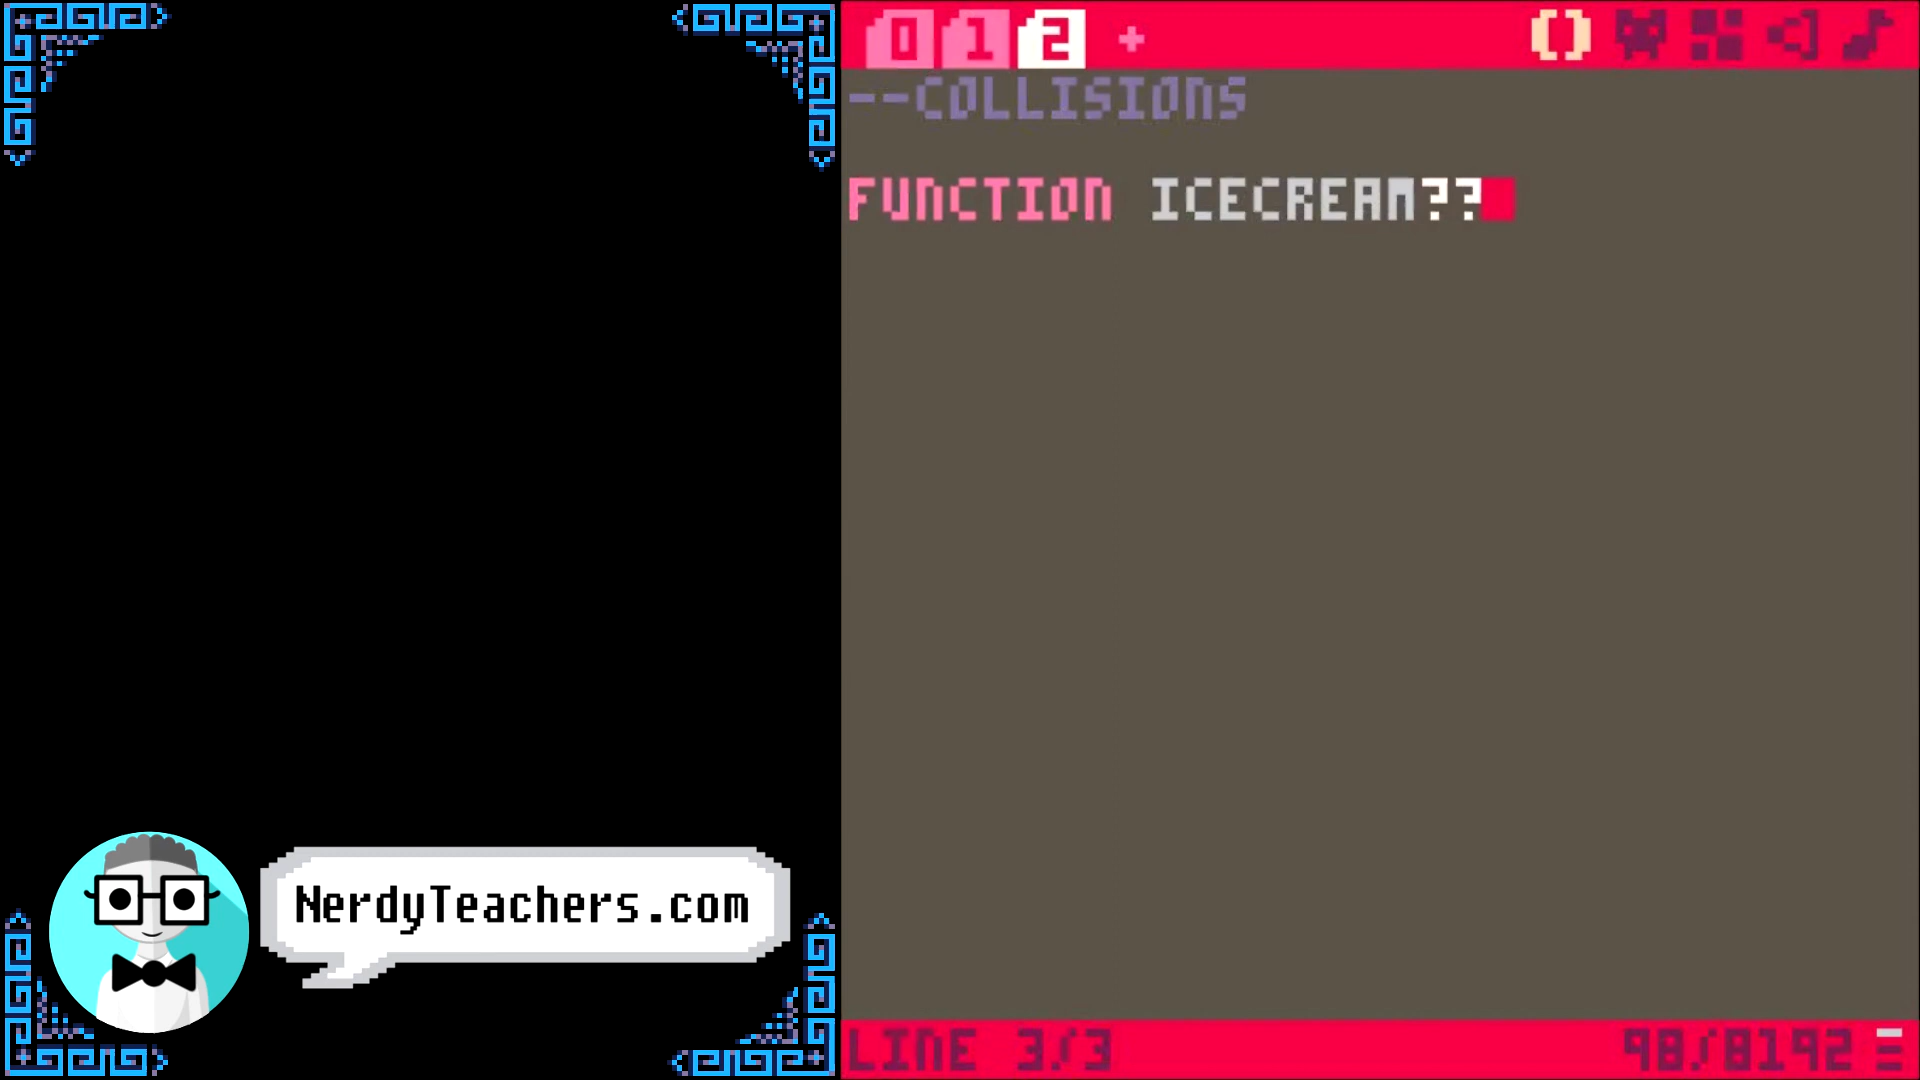 0 1 2 +
--COLLISIONS
FUNCTION ICECREAM??
NerdyTeachers.com
LINE 3/3 98/8192